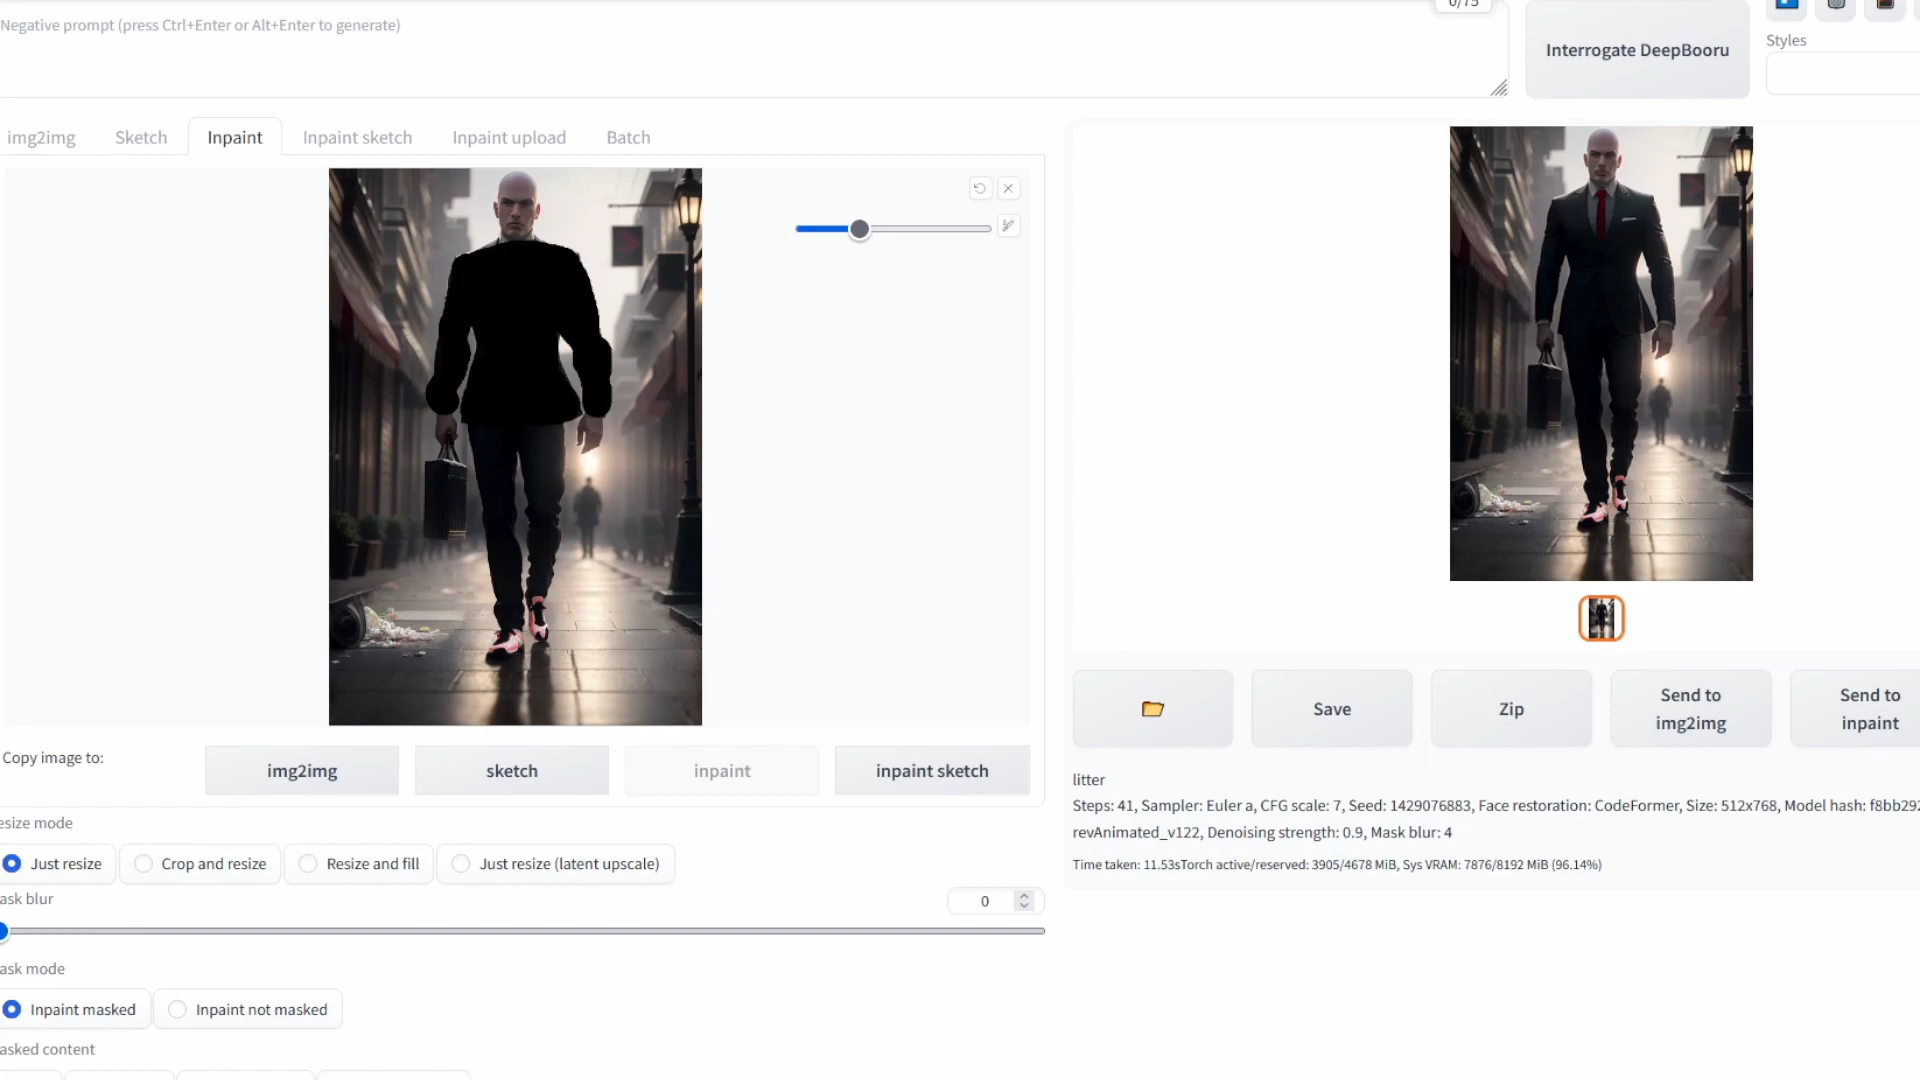 0/75
Negative prompt (press Ctrl+Enter or Alt+Enter to generate)
Interrogate DeepBooru
Styles
img2img
Sketch
Inpaint
Inpaint sketch
Inpaint upload
Batch
Copy image to:
img2img
sketch
inpaint
inpaint sketch
Save
Zip
Send to
img2img
Send to
inpaint
litter
Steps: 41, Sampler: Euler a, CFG scale: 7, Seed: 1429076883, Face restoration: CodeFormer, Size: 512x768, Model hash: f8bb292
revAnimated_v122, Denoising strength: 0.9, Mask blur: 4
Time taken: 11.53sTorch active/reserved: 3905/4678 MiB, Sys VRAM: 7876/8192 MiB (96.14%)
esize mode
Just resize
Crop and resize
Resize and fill
Just resize (latent upscale)
ask blur
0
ask mode
Inpaint masked
Inpaint not masked
asked content